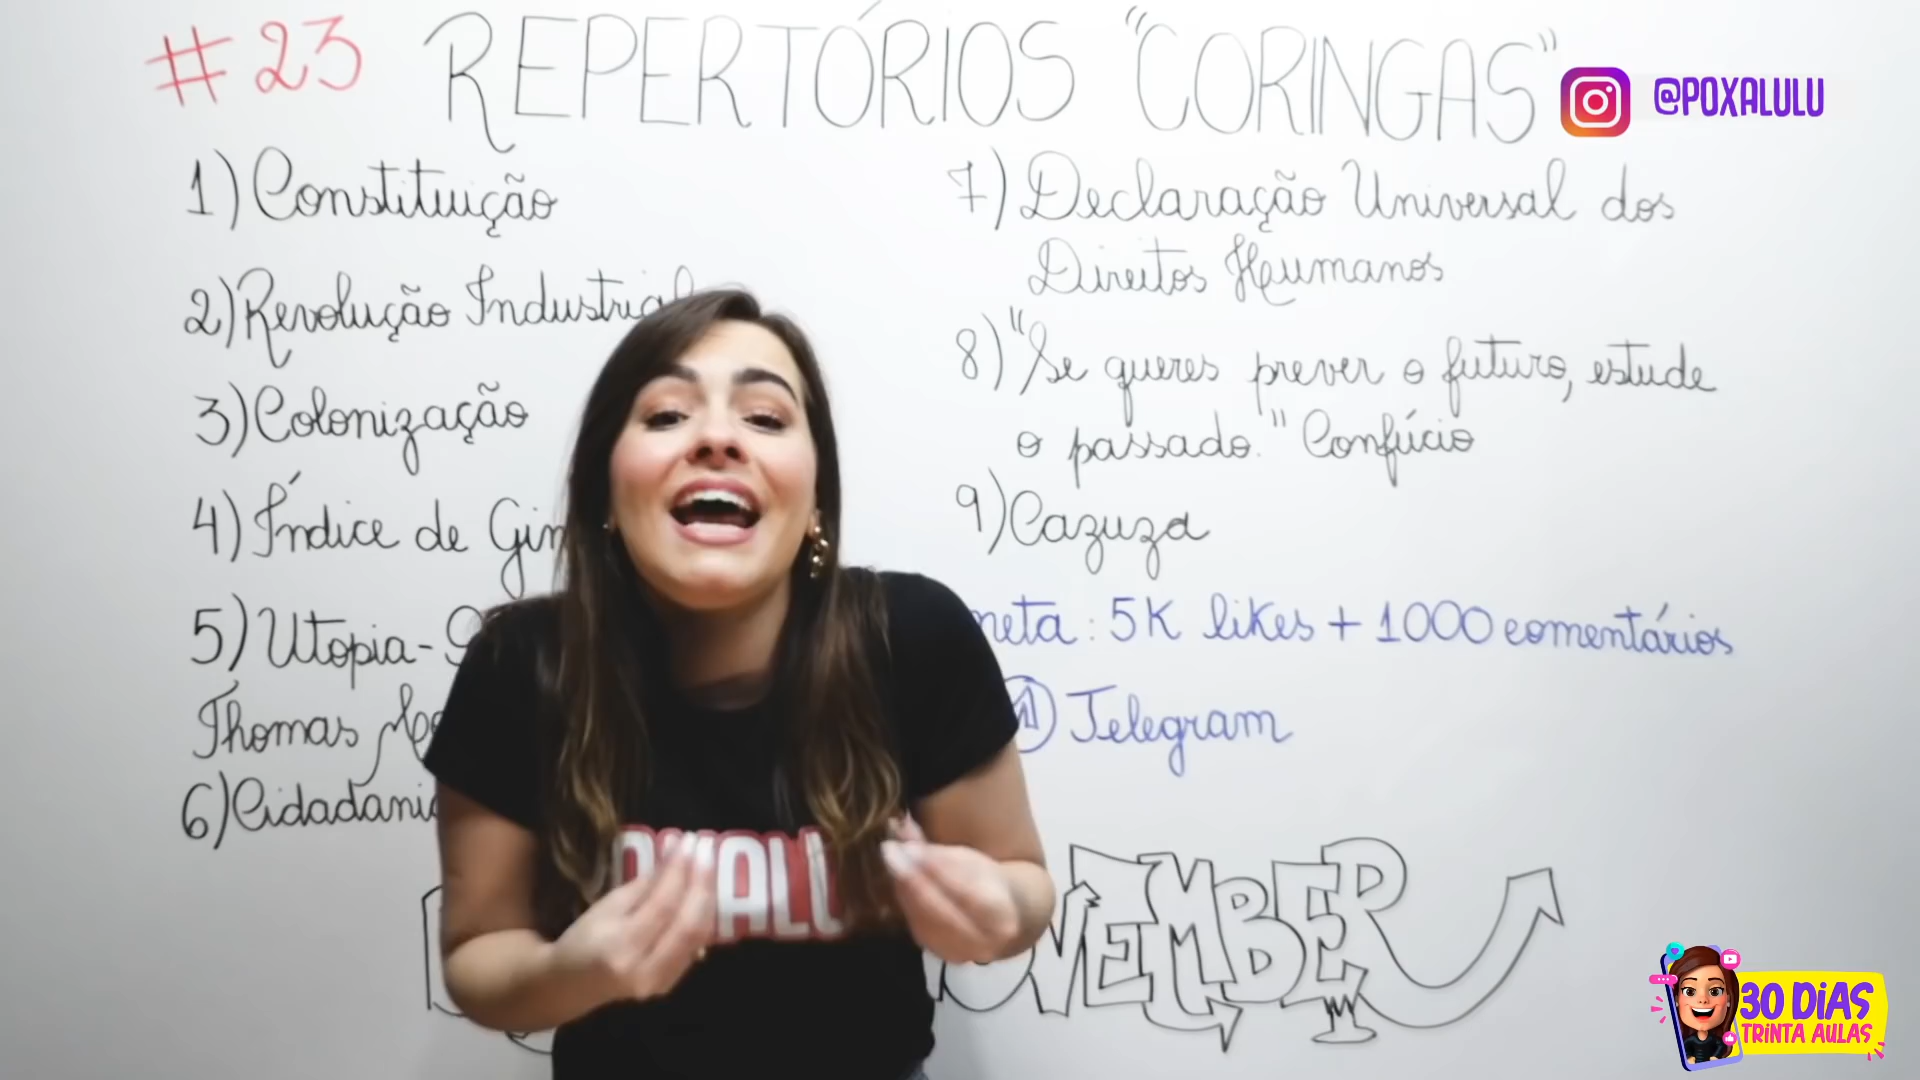 #23 REPERTÓRIOS "CORINGAS"
@POXALULU
1) Constituição
2) Revolução Industrial
3) Colonização
4) Índice de
5) Utopia-
Thomas
6)
7) Declaração Universal dos
Direitos Humanos
8) "Se queres prever o futuro, estude
o passado." Confúcio
9) Cazuza
: 5K likes + 1000 comentários
Telegram
30 DIAS
TRINTA AULAS